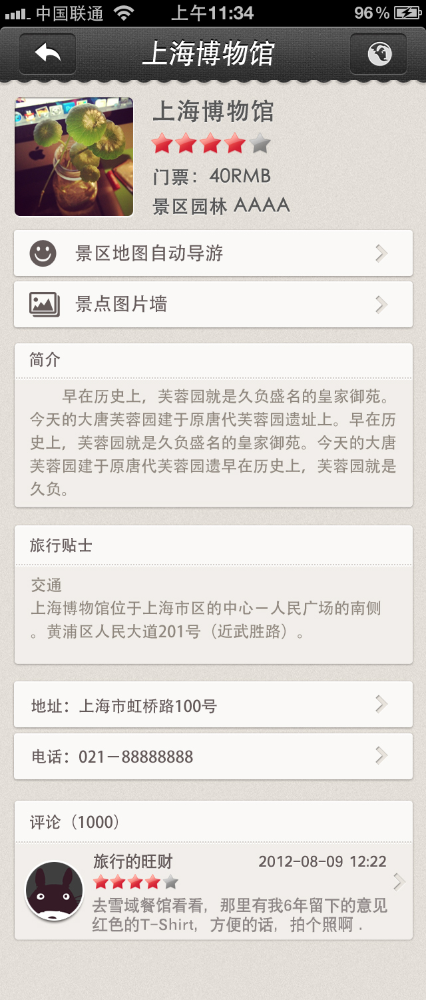 中国联通 上午11:34 96%
上海博物馆
上海博物馆
门票：40RMB
景区园林 AAAA
景区地图自动导游
景点图片墙
简介
早在历史上，芙蓉园就是久负盛名的皇家御苑。
今天的大唐芙蓉园建于原唐代芙蓉园遗址上。早在历
史上，芙蓉园就是久负盛名的皇家御苑。今天的大唐
芙蓉园建于原唐代芙蓉园遗早在历史上，芙蓉园就是
久负。
旅行贴士
交通
上海博物馆位于上海市区的中心－人民广场的南侧
。黄浦区人民大道201号（近武胜路）。
地址：上海市虹桥路100号
电话：021－88888888
评论（1000）
旅行的旺财 2012-08-09 12:22
去雪域餐馆看看，那里有我6年留下的意见
红色的T-Shirt，方便的话，拍个照啊 .